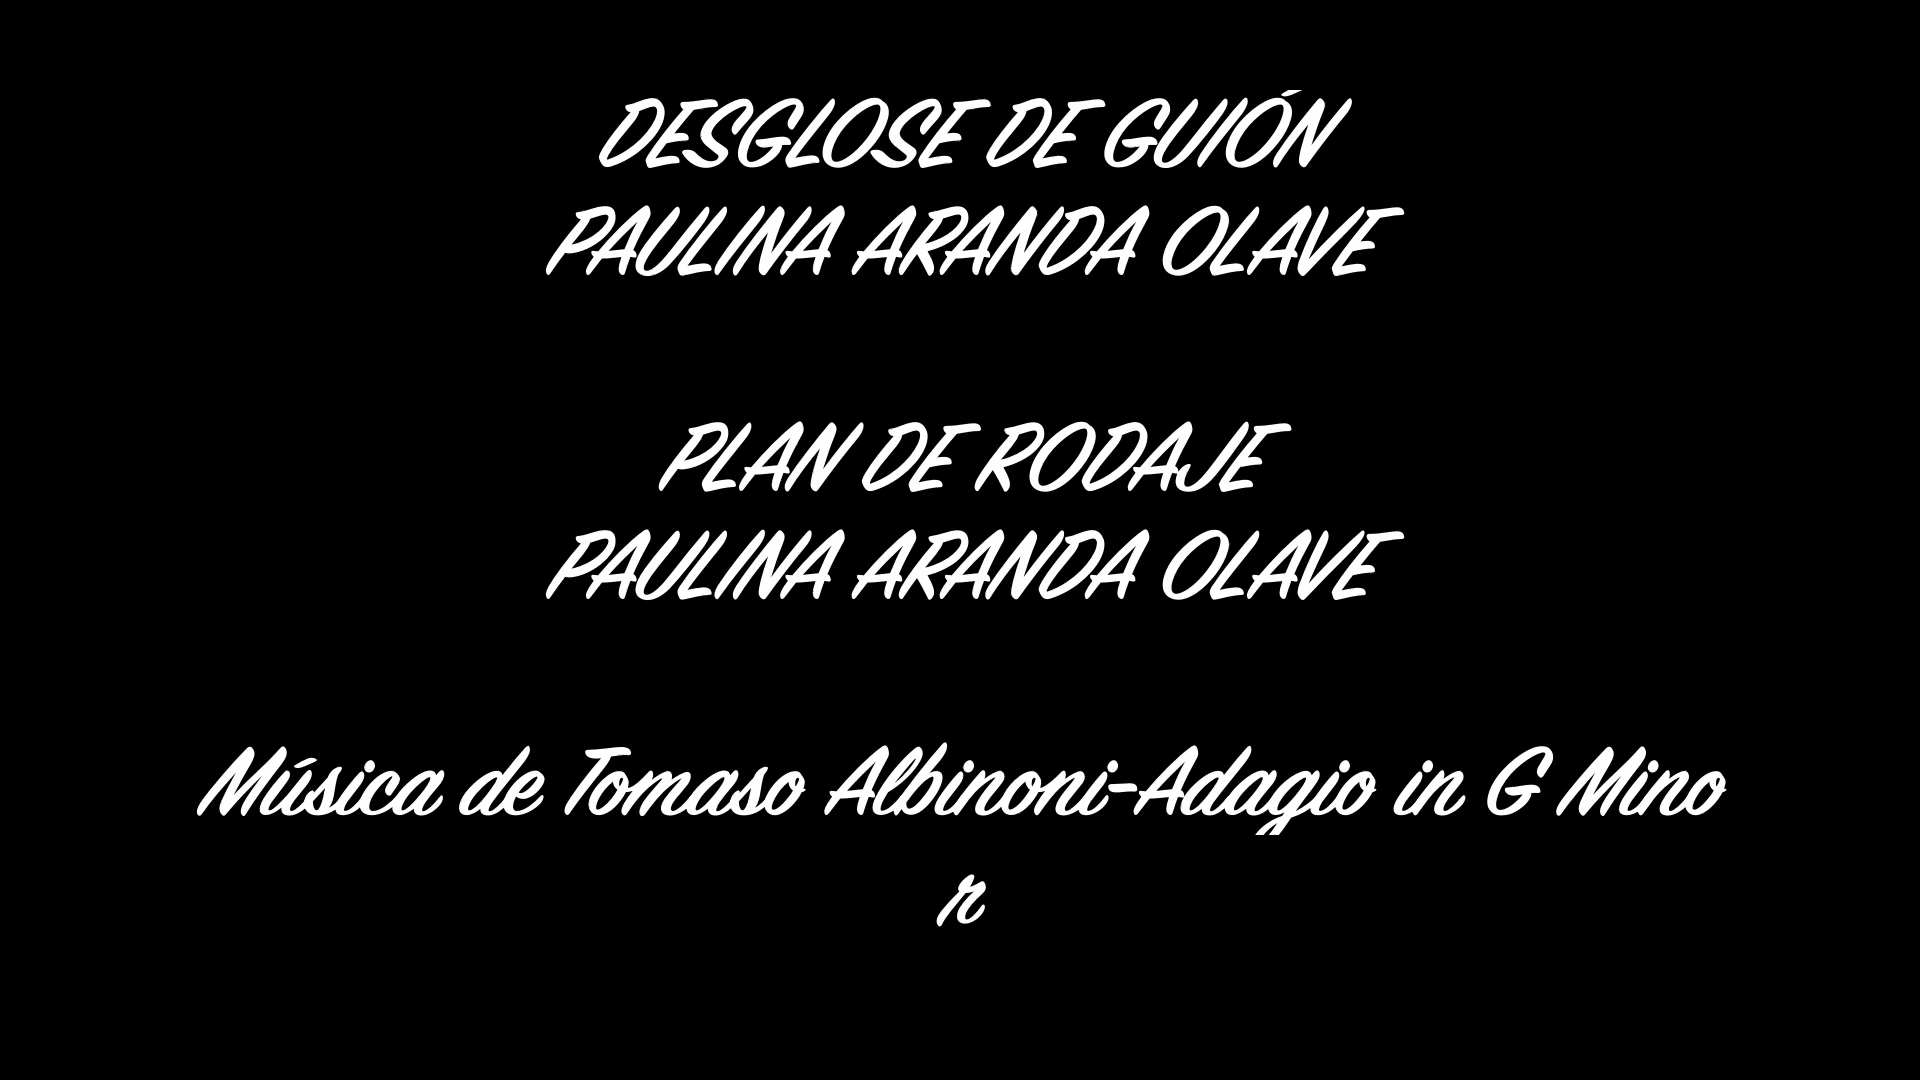 DESGLOSE DE GUIÓN
PAULINA ARANDA OLAVE
PLAN DE RODAJE
PAULINA ARANDA OLAVE
Música de Tomaso Albinoni-Adagio in G Mino
r